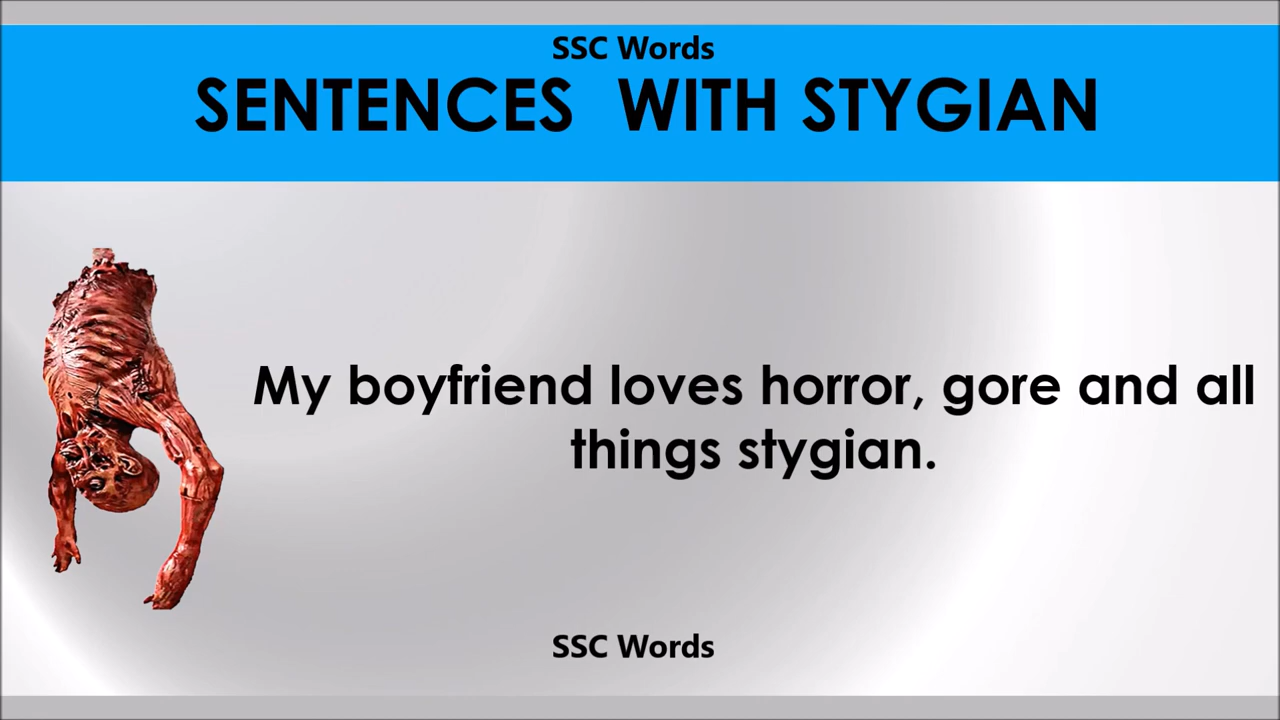 SSC Words
SENTENCES  WITH STYGIAN
My boyfriend loves horror, gore and all
things stygian.
SSC Words